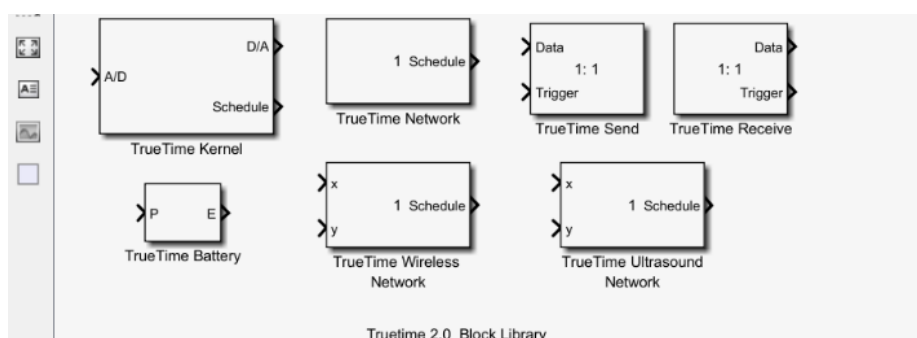 D/A
A/D
Schedule
TrueTime Kernel
1 Schedule
TrueTime Network
Data
1: 1
Trigger
TrueTime Send
Data
1: 1
Trigger
TrueTime Receive
P E
TrueTime Battery
x
1 Schedule
y
TrueTime Wireless
Network
x
1 Schedule
y
TrueTime Ultrasound
Network
Truetime 2.0 Block Library